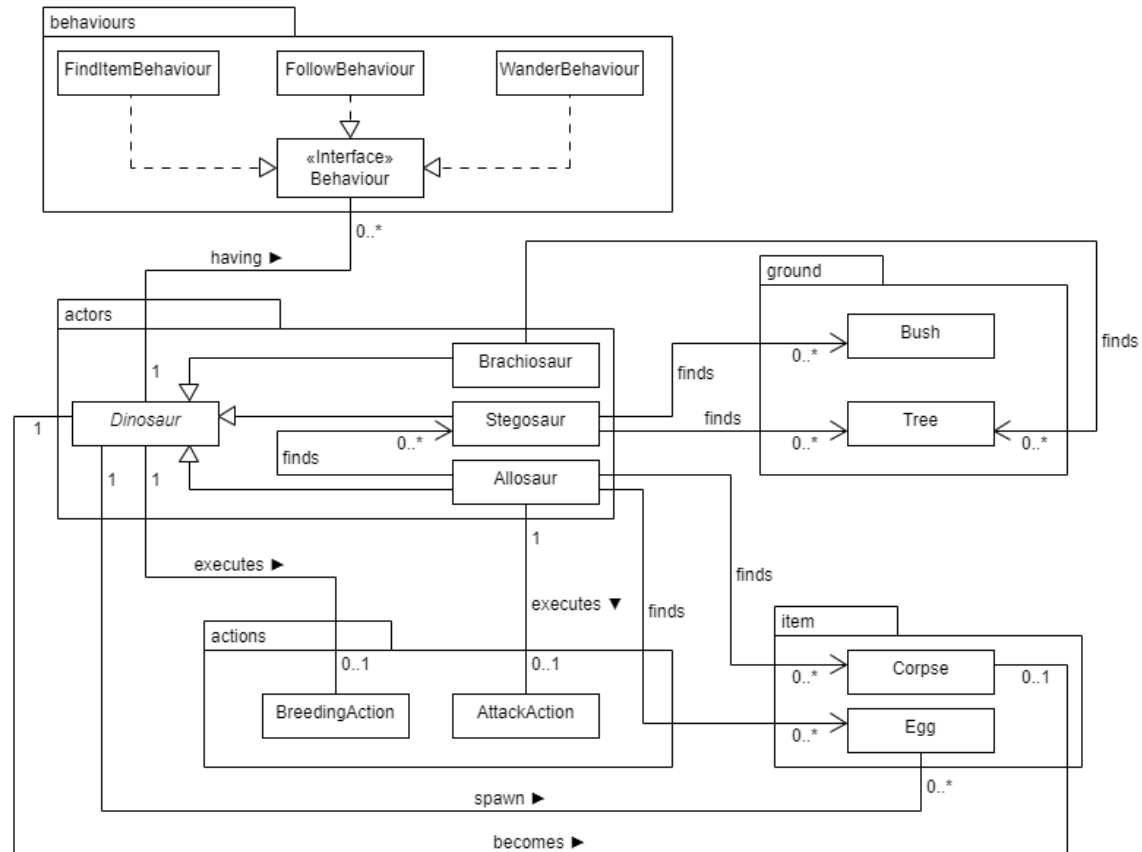 behaviours
FindItemBehaviour
FollowBehaviour
WanderBehaviour
«Interface»
Behaviour
0..*
having ►
ground
actors
Bush
Brachiosaur
0..*
finds
finds
1
Dinosaur
Stegosaur
finds
Tree
1
0..*
0..*
0..*
finds
Allosaur
1
1
1
executes ►
finds
executes ▼
finds
actions
item
0..1
0..1
Corpse
0..*
0..1
BreedingAction
AttackAction
Egg
0..*
0..*
spawn ►
becomes ►